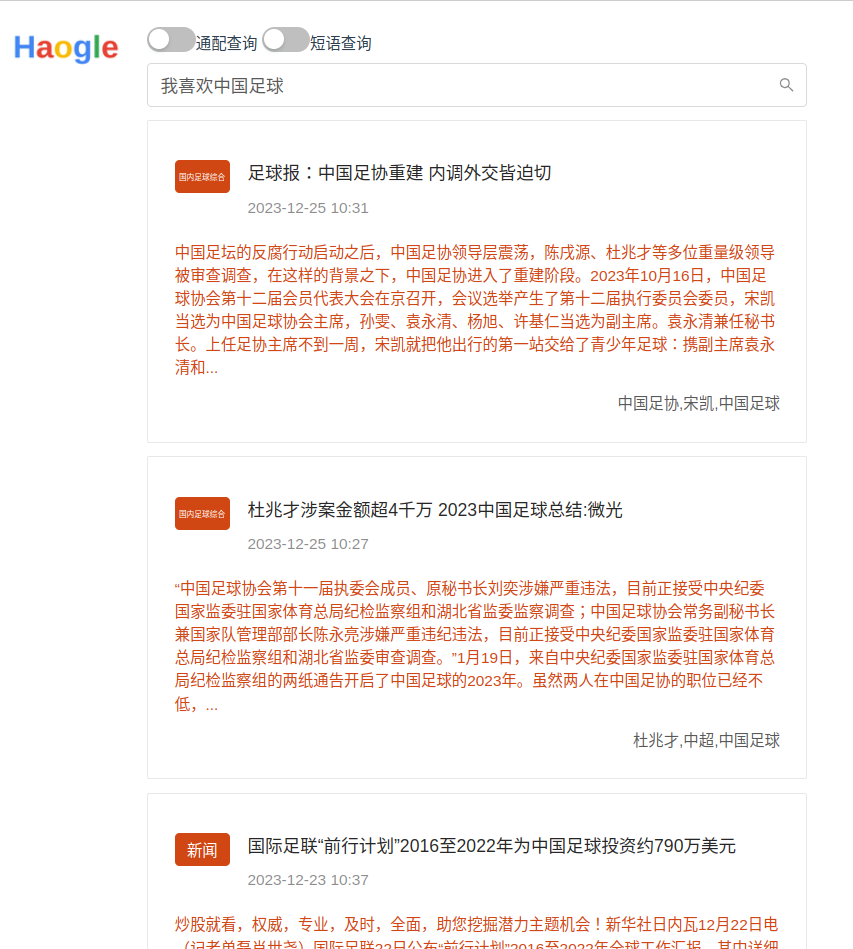 Haogle
通配查询 短语查询
我喜欢中国足球
国内足球综合
足球报：中国足协重建 内调外交皆迫切
2023-12-25 10:31
中国足坛的反腐行动启动之后，中国足协领导层震荡，陈戌源、杜兆才等多位重量级领导
被审查调查，在这样的背景之下，中国足协进入了重建阶段。2023年10月16日，中国足
球协会第十二届会员代表大会在京召开，会议选举产生了第十二届执行委员会委员，宋凯
当选为中国足球协会主席，孙雯、袁永清、杨旭、许基仁当选为副主席。袁永清兼任秘书
长。上任足协主席不到一周，宋凯就把他出行的第一站交给了青少年足球：携副主席袁永
清和...
中国足协,宋凯,中国足球
国内足球综合
杜兆才涉案金额超4千万 2023中国足球总结:微光
2023-12-25 10:27
“中国足球协会第十一届执委会成员、原秘书长刘奕涉嫌严重违法，目前正接受中央纪委
国家监委驻国家体育总局纪检监察组和湖北省监委监察调查；中国足球协会常务副秘书长
兼国家队管理部部长陈永亮涉嫌严重违纪违法，目前正接受中央纪委国家监委驻国家体育
总局纪检监察组和湖北省监委审查调查。”1月19日，来自中央纪委国家监委驻国家体育总
局纪检监察组的两纸通告开启了中国足球的2023年。虽然两人在中国足协的职位已经不
低，...
杜兆才,中超,中国足球
新闻
国际足联“前行计划”2016至2022年为中国足球投资约790万美元
2023-12-23 10:37
炒股就看，权威，专业，及时，全面，助您挖掘潜力主题机会！新华社日内瓦12月22日电
（记者单磊肖世尧）国际足联22日公布“前行计划”2016至2022年全球工作汇报，其中详细